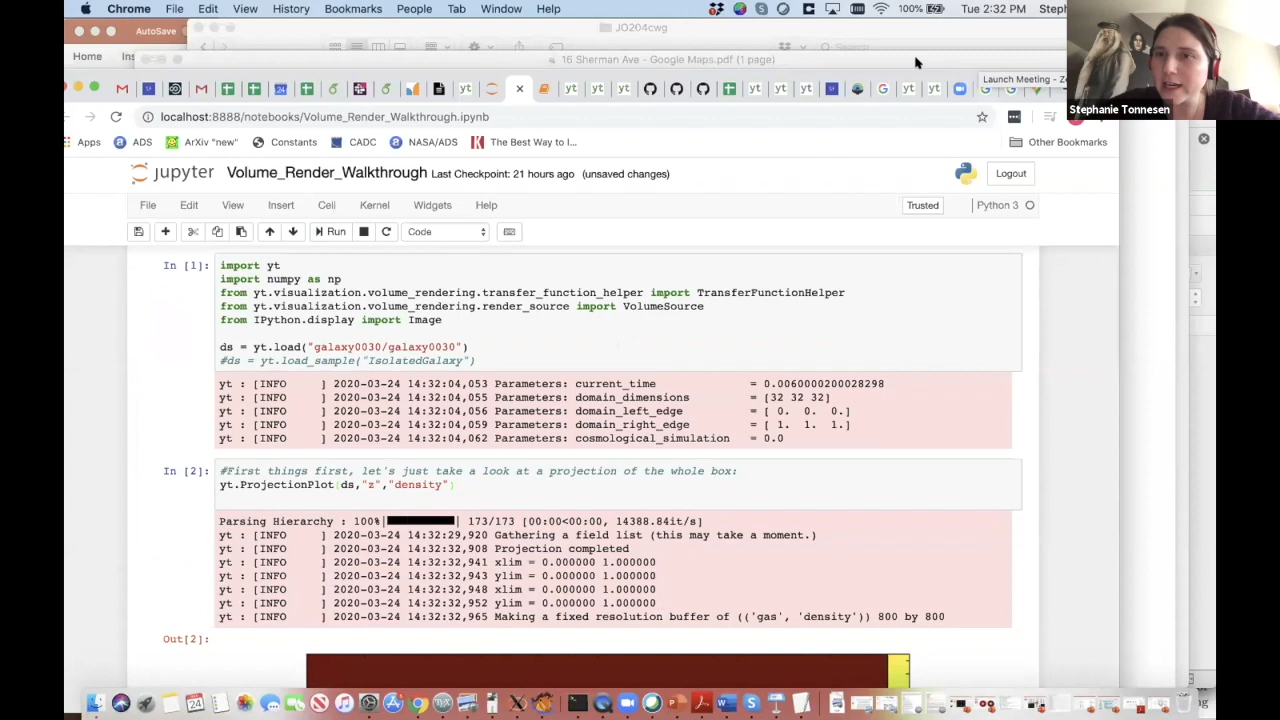 Chrome File Edit View History Bookmarks People Tab Window Help 100% Tue 2:32 PM Steph
AutoSave JO204cwg
Home Ins Search
16 Sherman Ave - Google Maps.pdf (1 page)
Launch Meeting - Ze
Stephanie Tonnesen
localhost:8888/notebooks/Volume_Render_Walkthrough.ipynb
Apps ADS ArXiv "new" Constants CADC NASA/ADS The Best Way to I... Other Bookmarks
jupyter Volume_Render_Walkthrough Last Checkpoint: 21 hours ago (unsaved changes) Logout
File Edit View Insert Cell Kernel Widgets Help Trusted Python 3
Run Code
In [1]: import yt
import numpy as np
from yt.visualization.volume_rendering.transfer_function_helper import TransferFunctionHelper
from yt.visualization.volume_rendering.render_source import VolumeSource
from IPython.display import Image
ds = yt.load("galaxy0030/galaxy0030")
#ds = yt.load_sample("IsolatedGalaxy")
yt : [INFO ] 2020-03-24 14:32:04,053 Parameters: current_time = 0.0060000200028298
yt : [INFO ] 2020-03-24 14:32:04,055 Parameters: domain_dimensions = [32 32 32]
yt : [INFO ] 2020-03-24 14:32:04,056 Parameters: domain_left_edge = [ 0. 0. 0.]
yt : [INFO ] 2020-03-24 14:32:04,059 Parameters: domain_right_edge = [ 1. 1. 1.]
yt : [INFO ] 2020-03-24 14:32:04,062 Parameters: cosmological_simulation = 0.0
In [2]: #First things first, let's just take a look at a projection of the whole box:
yt.ProjectionPlot(ds,"z","density")
Parsing Hierarchy : 100%| | 173/173 [00:00<00:00, 14388.84it/s]
yt : [INFO ] 2020-03-24 14:32:29,920 Gathering a field list (this may take a moment.)
yt : [INFO ] 2020-03-24 14:32:32,908 Projection completed
yt : [INFO ] 2020-03-24 14:32:32,941 xlim = 0.000000 1.000000
yt : [INFO ] 2020-03-24 14:32:32,943 ylim = 0.000000 1.000000
yt : [INFO ] 2020-03-24 14:32:32,948 xlim = 0.000000 1.000000
yt : [INFO ] 2020-03-24 14:32:32,952 ylim = 0.000000 1.000000
yt : [INFO ] 2020-03-24 14:32:32,965 Making a fixed resolution buffer of (('gas', 'density')) 800 by 800
Out[2]: